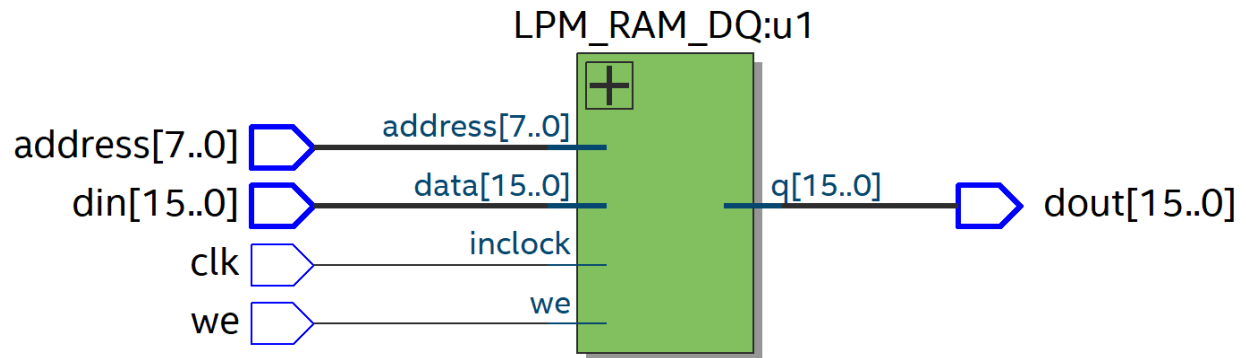 LPM_RAM_DQ:u1
address[7..0] address[7..0]
din[15..0] data[15..0] q[15..0] dout[15..0]
clk inclock
we we